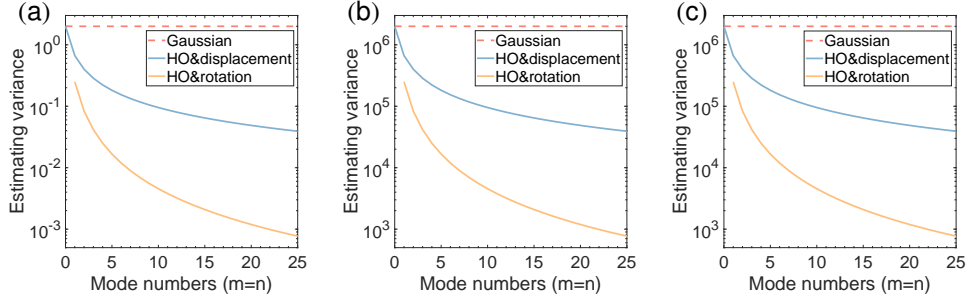 (a)
Estimating variance
10^0
10^-1
10^-2
10^-3
Gaussian
HO&displacement
HO&rotation
0 5 10 15 20 25
Mode numbers (m=n)
(b)
Estimating variance
10^6
10^5
10^4
10^3
Gaussian
HO&displacement
HO&rotation
0 5 10 15 20 25
Mode numbers (m=n)
(c)
Estimating variance
10^6
10^5
10^4
10^3
Gaussian
HO&displacement
HO&rotation
0 5 10 15 20 25
Mode numbers (m=n)